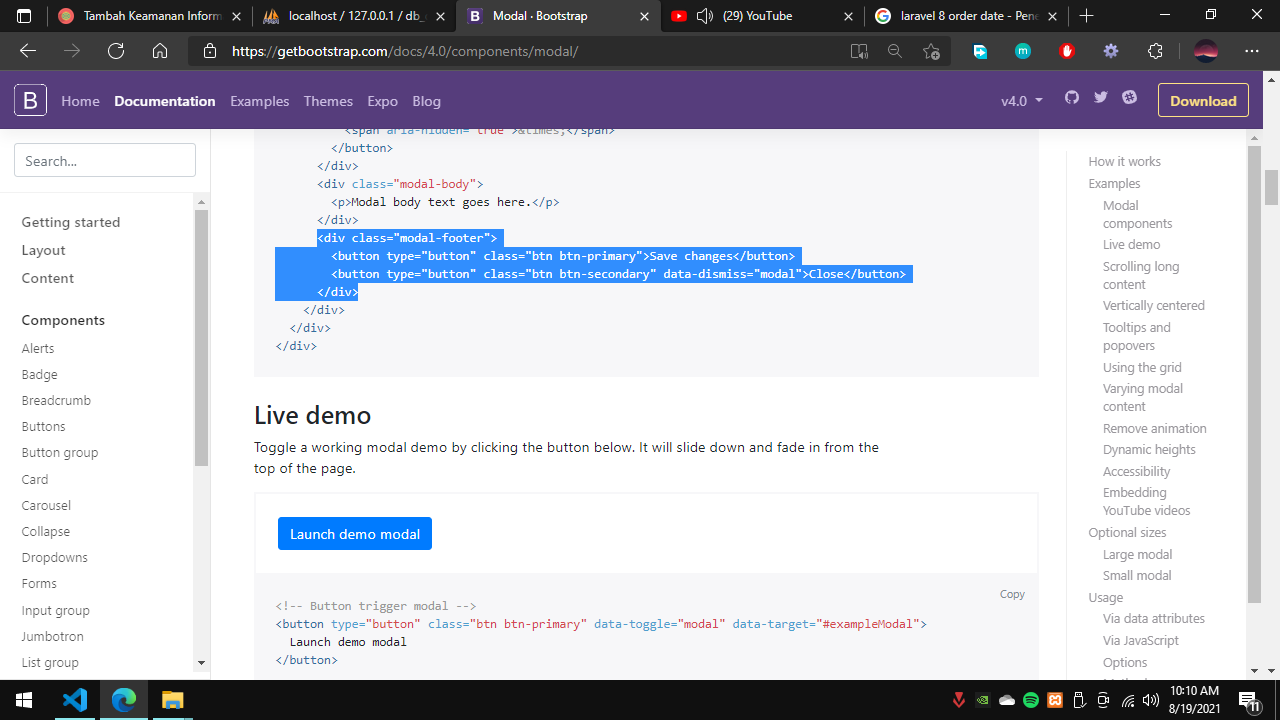 Tambah Keamanan Inform
localhost / 127.0.0.1 / db_
Modal · Bootstrap
(29) YouTube
laravel 8 order date - Pene
https://getbootstrap.com/docs/4.0/components/modal/
B
Home
Documentation
Examples
Themes
Expo
Blog
v4.0
Download
Search...
Getting started
Layout
Content
Components
Alerts
Badge
Breadcrumb
Buttons
Button group
Card
Carousel
Collapse
Dropdowns
Forms
Input group
Jumbotron
List group
<span aria-hidden="true">&times;</span>
</button>
</div>
<div class="modal-body">
<p>Modal body text goes here.</p>
</div>
<div class="modal-footer">
<button type="button" class="btn btn-primary">Save changes</button>
<button type="button" class="btn btn-secondary" data-dismiss="modal">Close</button>
</div>
</div>
</div>
</div>
Live demo
Toggle a working modal demo by clicking the button below. It will slide down and fade in from the
top of the page.
Launch demo modal
Copy
<!-- Button trigger modal -->
<button type="button" class="btn btn-primary" data-toggle="modal" data-target="#exampleModal">
Launch demo modal
</button>
How it works
Examples
Modal
components
Live demo
Scrolling long
content
Vertically centered
Tooltips and
popovers
Using the grid
Varying modal
content
Remove animation
Dynamic heights
Accessibility
Embedding
YouTube videos
Optional sizes
Large modal
Small modal
Usage
Via data attributes
Via JavaScript
Options
10:10 AM
8/19/2021
11